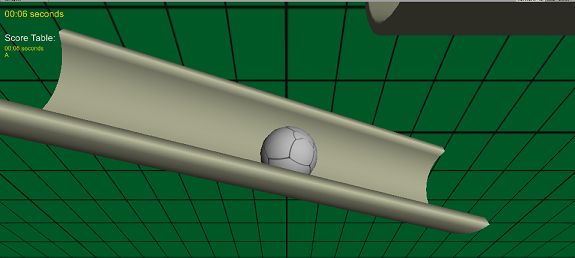 00:06 seconds
Score Table:
00:06 seconds
A